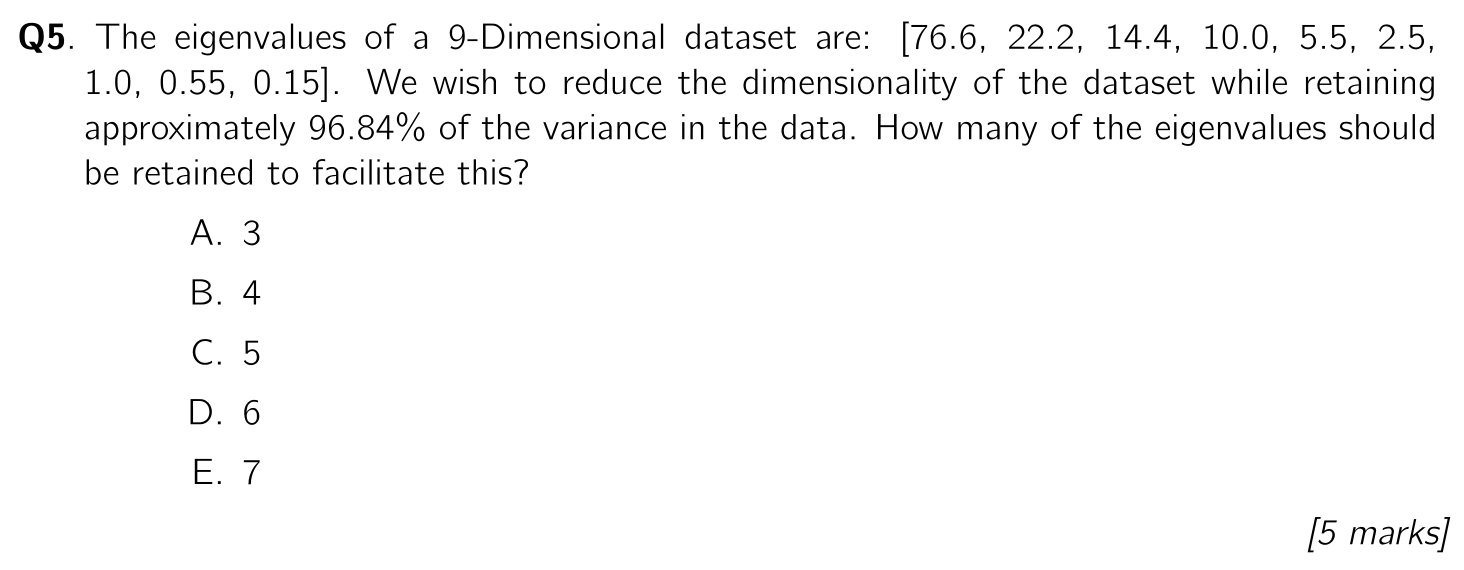 Q5. The eigenvalues of a 9-Dimensional dataset are: [76.6, 22.2, 14.4, 10.0, 5.5, 2.5,
1.0, 0.55, 0.15]. We wish to reduce the dimensionality of the dataset while retaining
approximately 96.84% of the variance in the data. How many of the eigenvalues should
be retained to facilitate this?
A. 3
B. 4
C. 5
D. 6
E. 7
[5 marks]